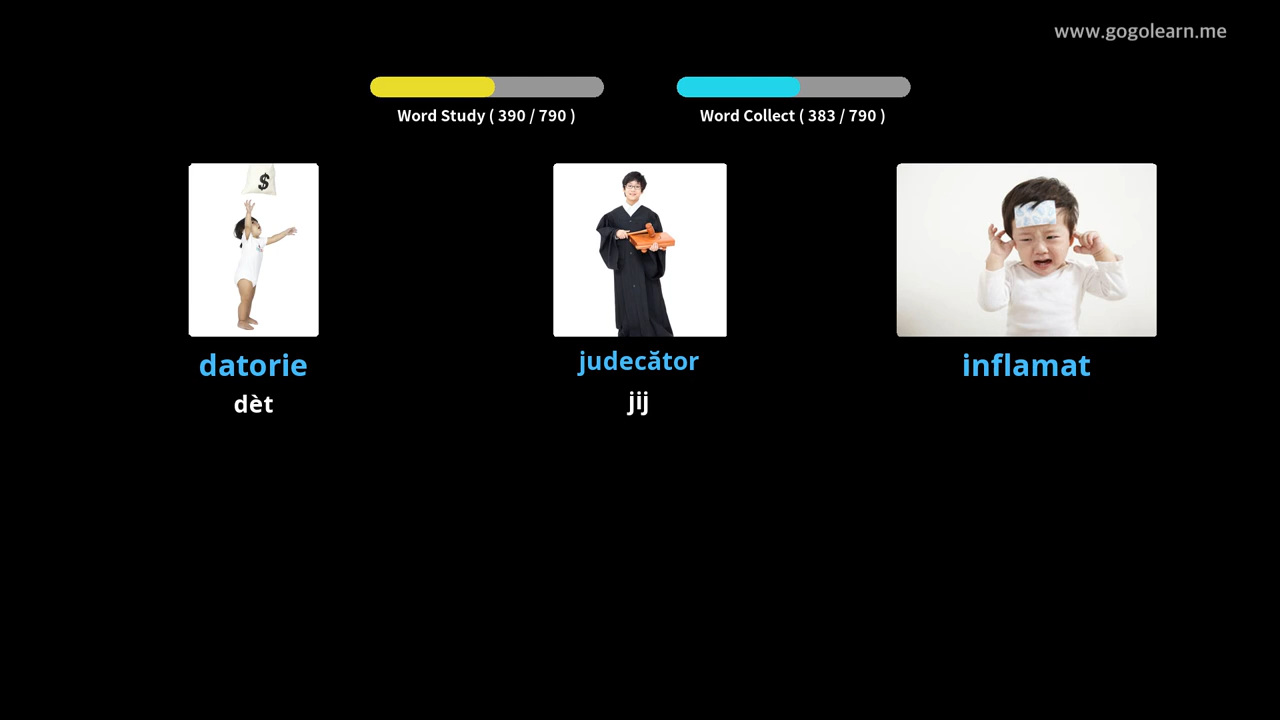 www.gogolearn.me
Word Study ( 390 / 790 )
Word Collect ( 383 / 790 )
$
datorie
judecător
inflamat
dèt
jij